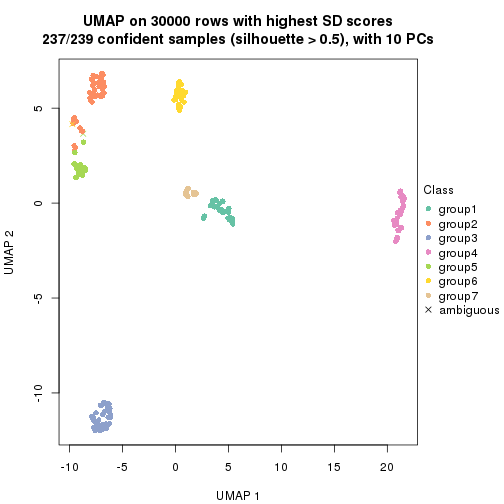 UMAP on 30000 rows with highest SD scores
237/239 confident samples (silhouette > 0.5), with 10 PCs
UMAP 2
5
0
-5
-10
-10
-5
0
5
10
15
20
UMAP 1
Class
group1
group2
group3
group4
group5
group6
group7
ambiguous